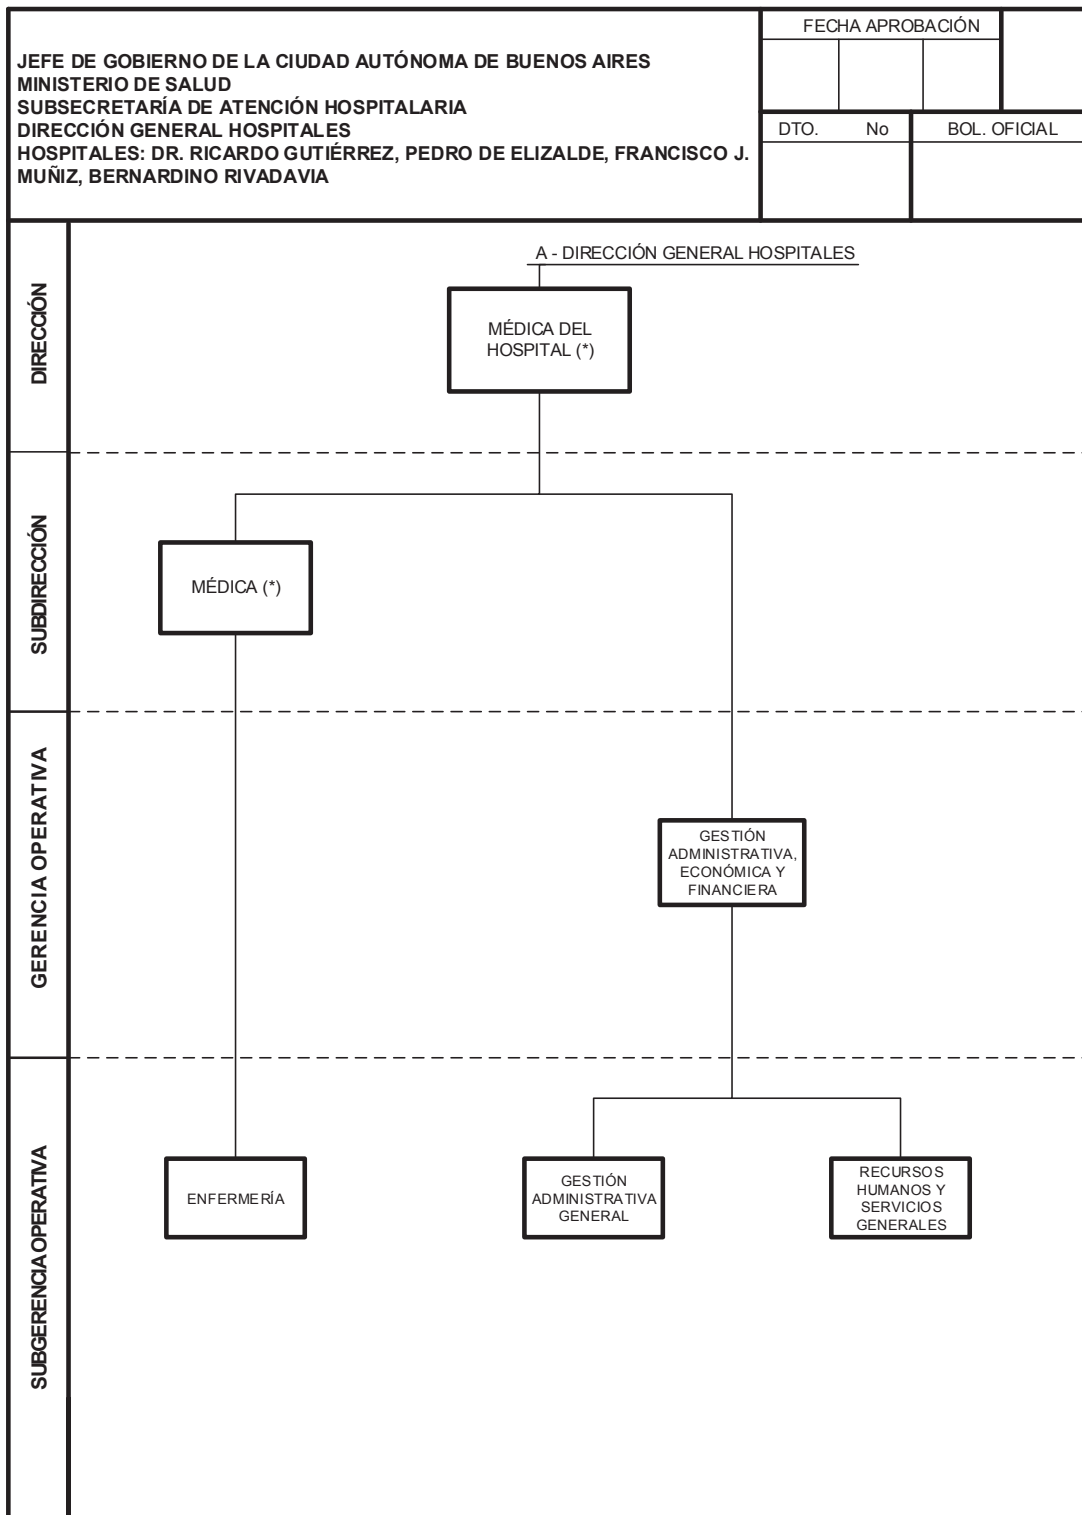 JEFE DE GOBIERNO DE LA CIUDAD AUTÓNOMA DE BUENOS AIRES
MINISTERIO DE SALUD
SUBSECRETARÍA DE ATENCIÓN HOSPITALARIA
DIRECCIÓN GENERAL HOSPITALES
HOSPITALES: DR. RICARDO GUTIÉRREZ, PEDRO DE ELIZALDE, FRANCISCO J.
MUÑIZ, BERNARDINO RIVADAVIA
FECHA APROBACIÓN
DTO. No
BOL. OFICIAL
DIRECCIÓN
A - DIRECCIÓN GENERAL HOSPITALES
MÉDICA DEL
HOSPITAL (*)
SUBDIRECCIÓN
MÉDICA (*)
GERENCIA OPERATIVA
GESTIÓN
ADMINISTRATIVA,
ECONÓMICA Y
FINANCIERA
SUBGERENCIA OPERATIVA
ENFERMERÍA
GESTIÓN
ADMINISTRATIVA
GENERAL
RECURSOS
HUMANOS Y
SERVICIOS
GENERALES